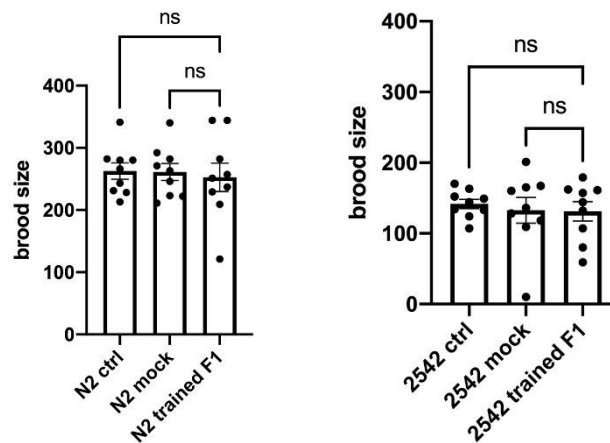 ns
ns
400
300
200
100
0
brood size
N2 ctrl
N2 mock
N2 trained F1
ns
ns
400
300
200
100
0
brood size
2542 ctrl
2542 mock
2542 trained F1